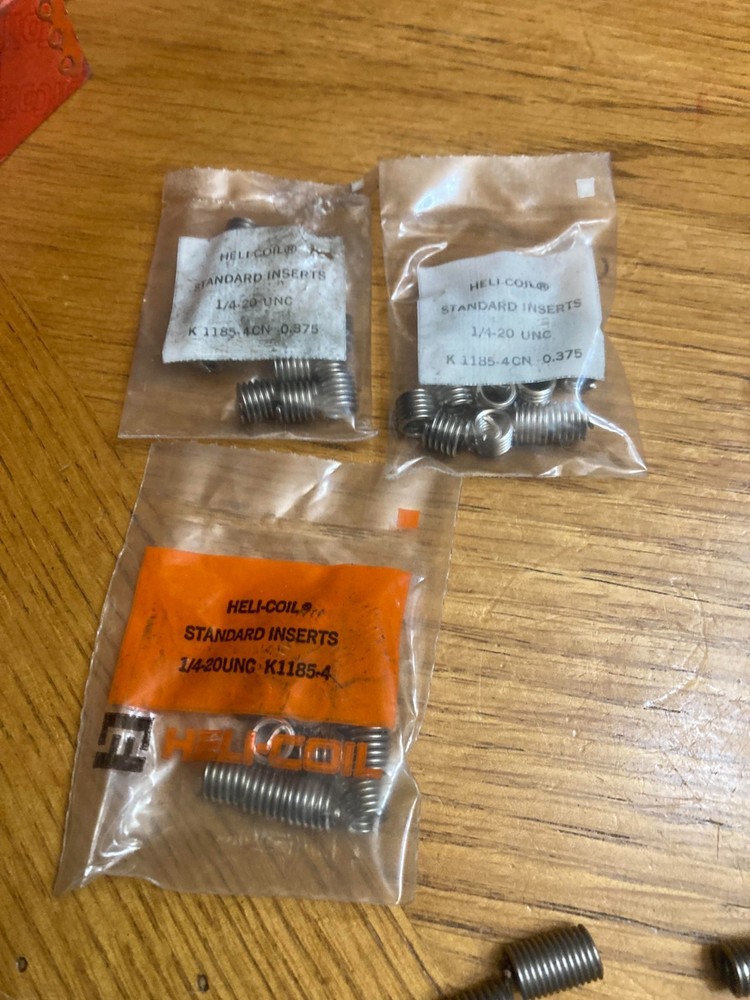 HELI-COIL®
STANDARD INSERTS
1/4-20 UNC
K 1185-4CN 0.375
HELI-COIL®
STANDARD INSERTS
1/4-20 UNC
K 1185-4CN 0.375
HELI-COIL®
STANDARD INSERTS
1/4-20UNC K1185-4
HELI-COIL